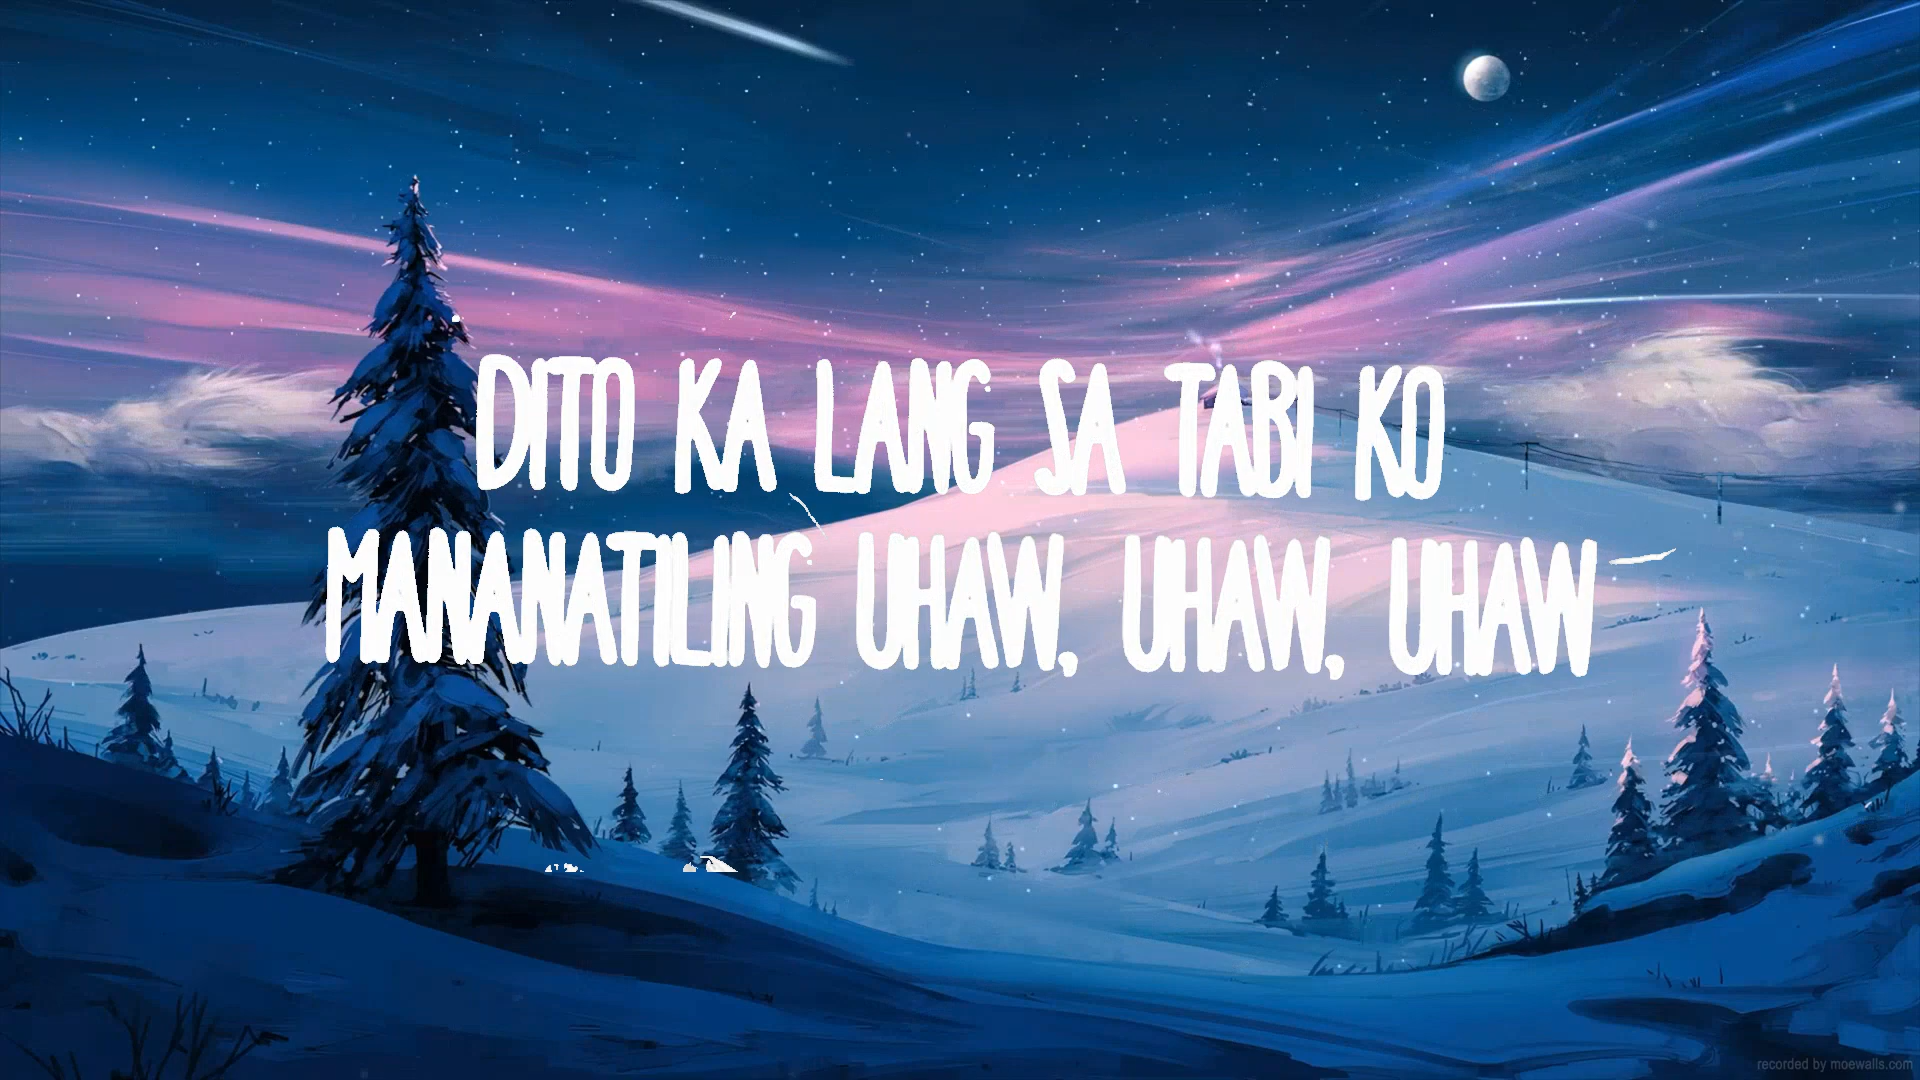 DITO KA LANG SA TABI KO
MANANATILING UHAW, UHAW, UHAW
recorded by moewalls.com